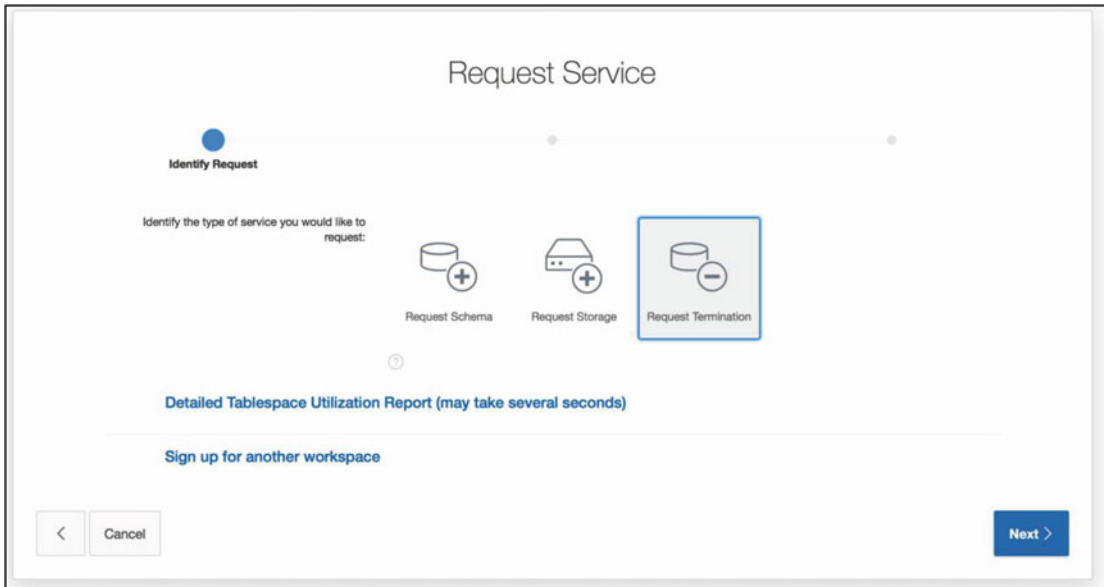 Request Service
Identify Request
Identify the type of service you would like to
request:
Request Schema
Request Storage
Request Termination
?
Detailed Tablespace Utilization Report (may take several seconds)
Sign up for another workspace
Cancel
Next